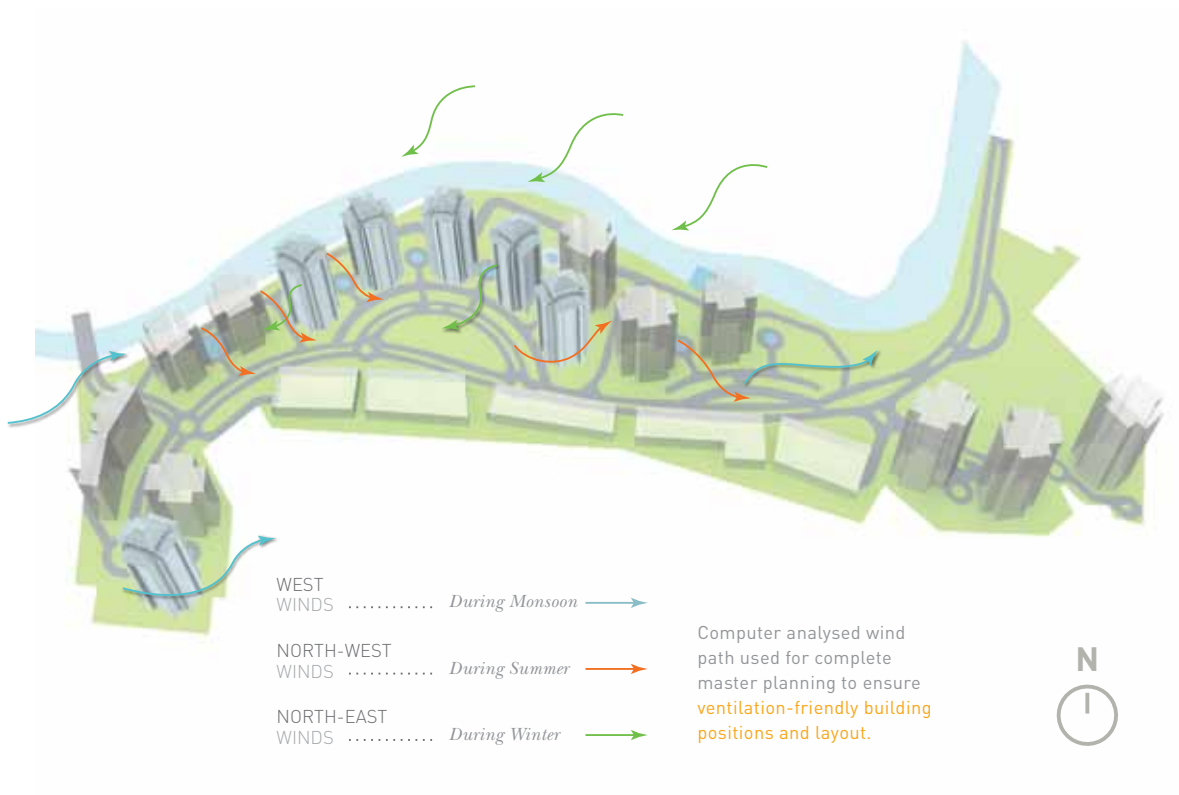 WEST
WINDS ............ During Monsoon
NORTH-WEST
WINDS ............ During Summer
NORTH-EAST
WINDS ............ During Winter
Computer analysed wind
path used for complete
master planning to ensure
ventilation-friendly building
positions and layout.
N